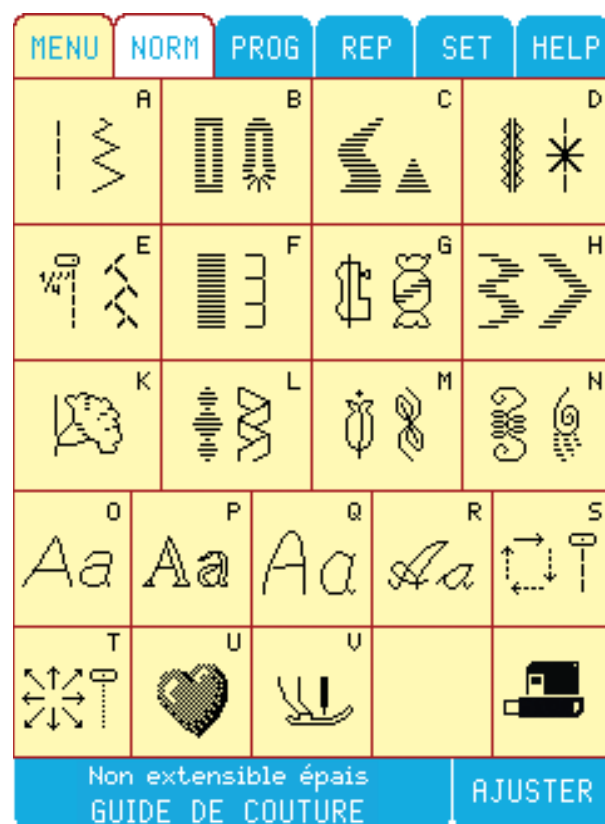 MENU NORM PROG REP SET HELP
A B C D
1/4" E F G H
K L M N
O P Q R S
Aa Aa Aa Aa
T U V
Non extensible épais
GUIDE DE COUTURE AJUSTER